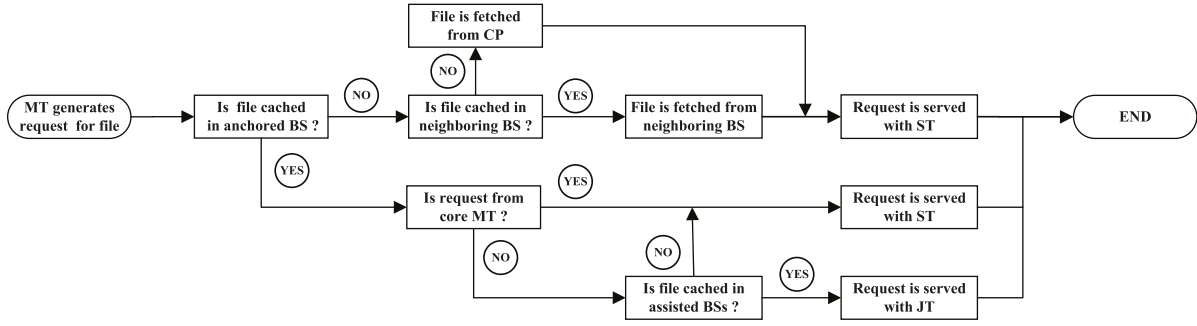 File is fetched
from CP
NO
MT generates
request for file
Is file cached
in anchored BS ?
NO
Is file cached in
neighboring BS ?
YES
File is fetched from
neighboring BS
Request is served
with ST
END
YES
Is request from
core MT ?
YES
Request is served
with ST
NO
NO
Is file cached in
assisted BSs ?
YES
Request is served
with JT